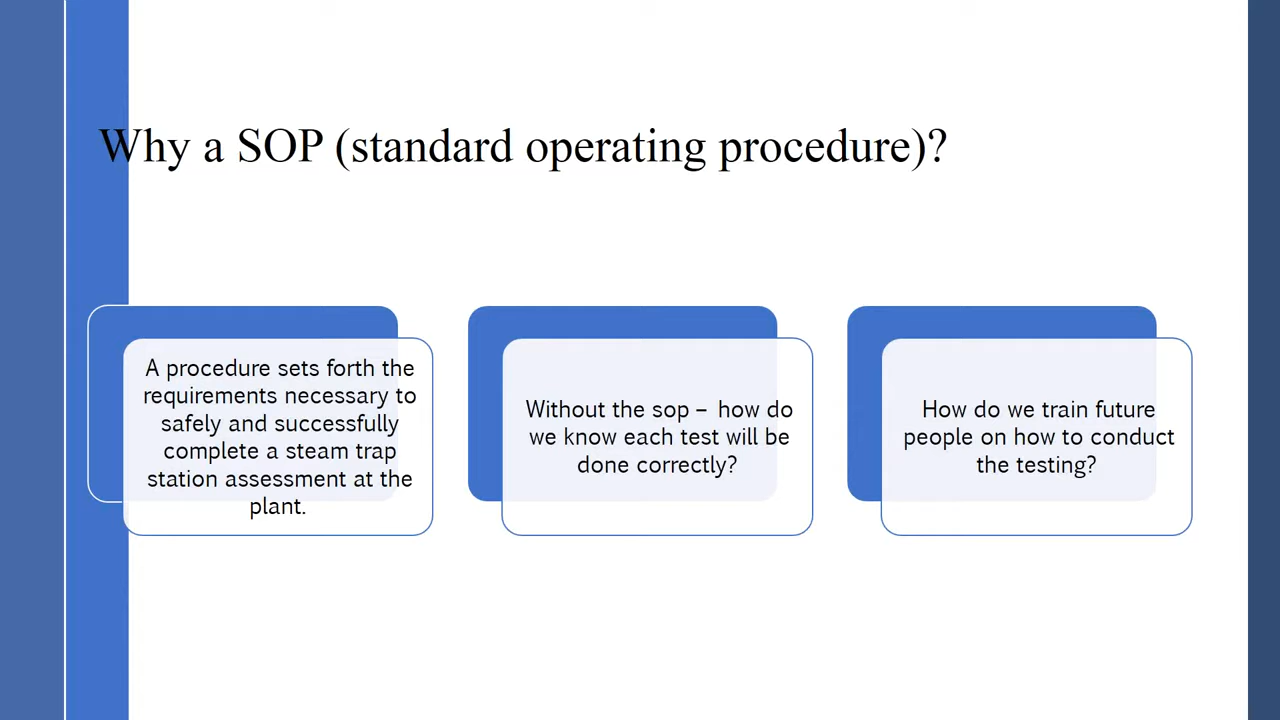 Why a SOP (standard operating procedure)?
A procedure sets forth the
requirements necessary to
safely and successfully
complete a steam trap
station assessment at the
plant.
Without the sop – how do
we know each test will be
done correctly?
How do we train future
people on how to conduct
the testing?